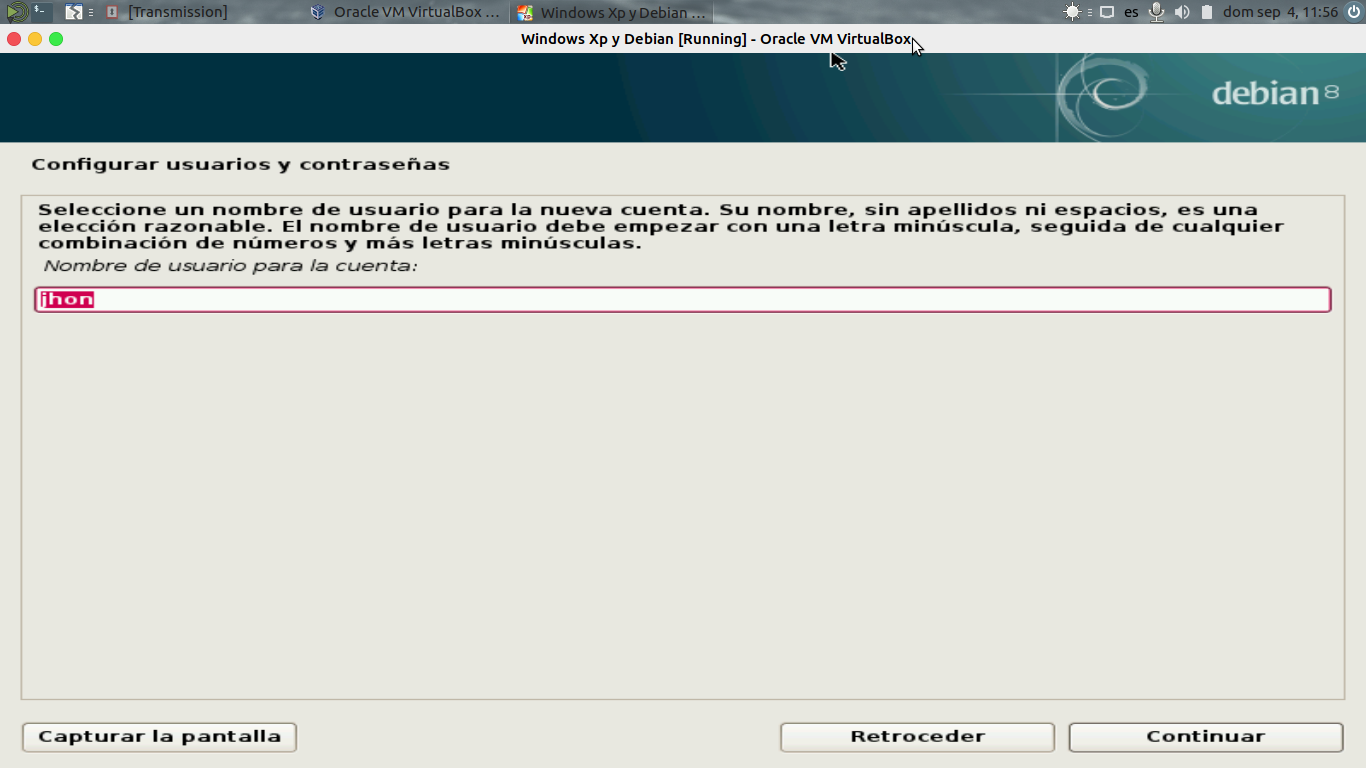 [Transmission]
Oracle VM VirtualBox ...
Windows Xp y Debian ...
es
dom sep 4, 11:56
Windows Xp y Debian [Running] - Oracle VM VirtualBox
debian 8
Configurar usuarios y contraseñas
Seleccione un nombre de usuario para la nueva cuenta. Su nombre, sin apellidos ni espacios, es una
elección razonable. El nombre de usuario debe empezar con una letra minúscula, seguida de cualquier
combinación de números y más letras minúsculas.
Nombre de usuario para la cuenta:
jhon
Capturar la pantalla
Retroceder
Continuar